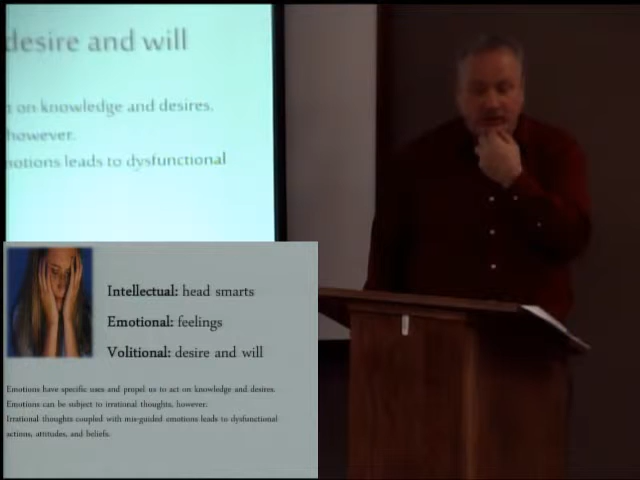 desire and will
on knowledge and desires.
however.
motions leads to dysfunctional
Intellectual: head smarts
Emotional: feelings
Volitional: desire and will
Emotions have specific uses and propel us to act on knowledge and desires.
Emotions can be subject to irrational thoughts, however.
Irrational thoughts coupled with mis-guided emotions leads to dysfunctional
actions, attitudes, and beliefs.